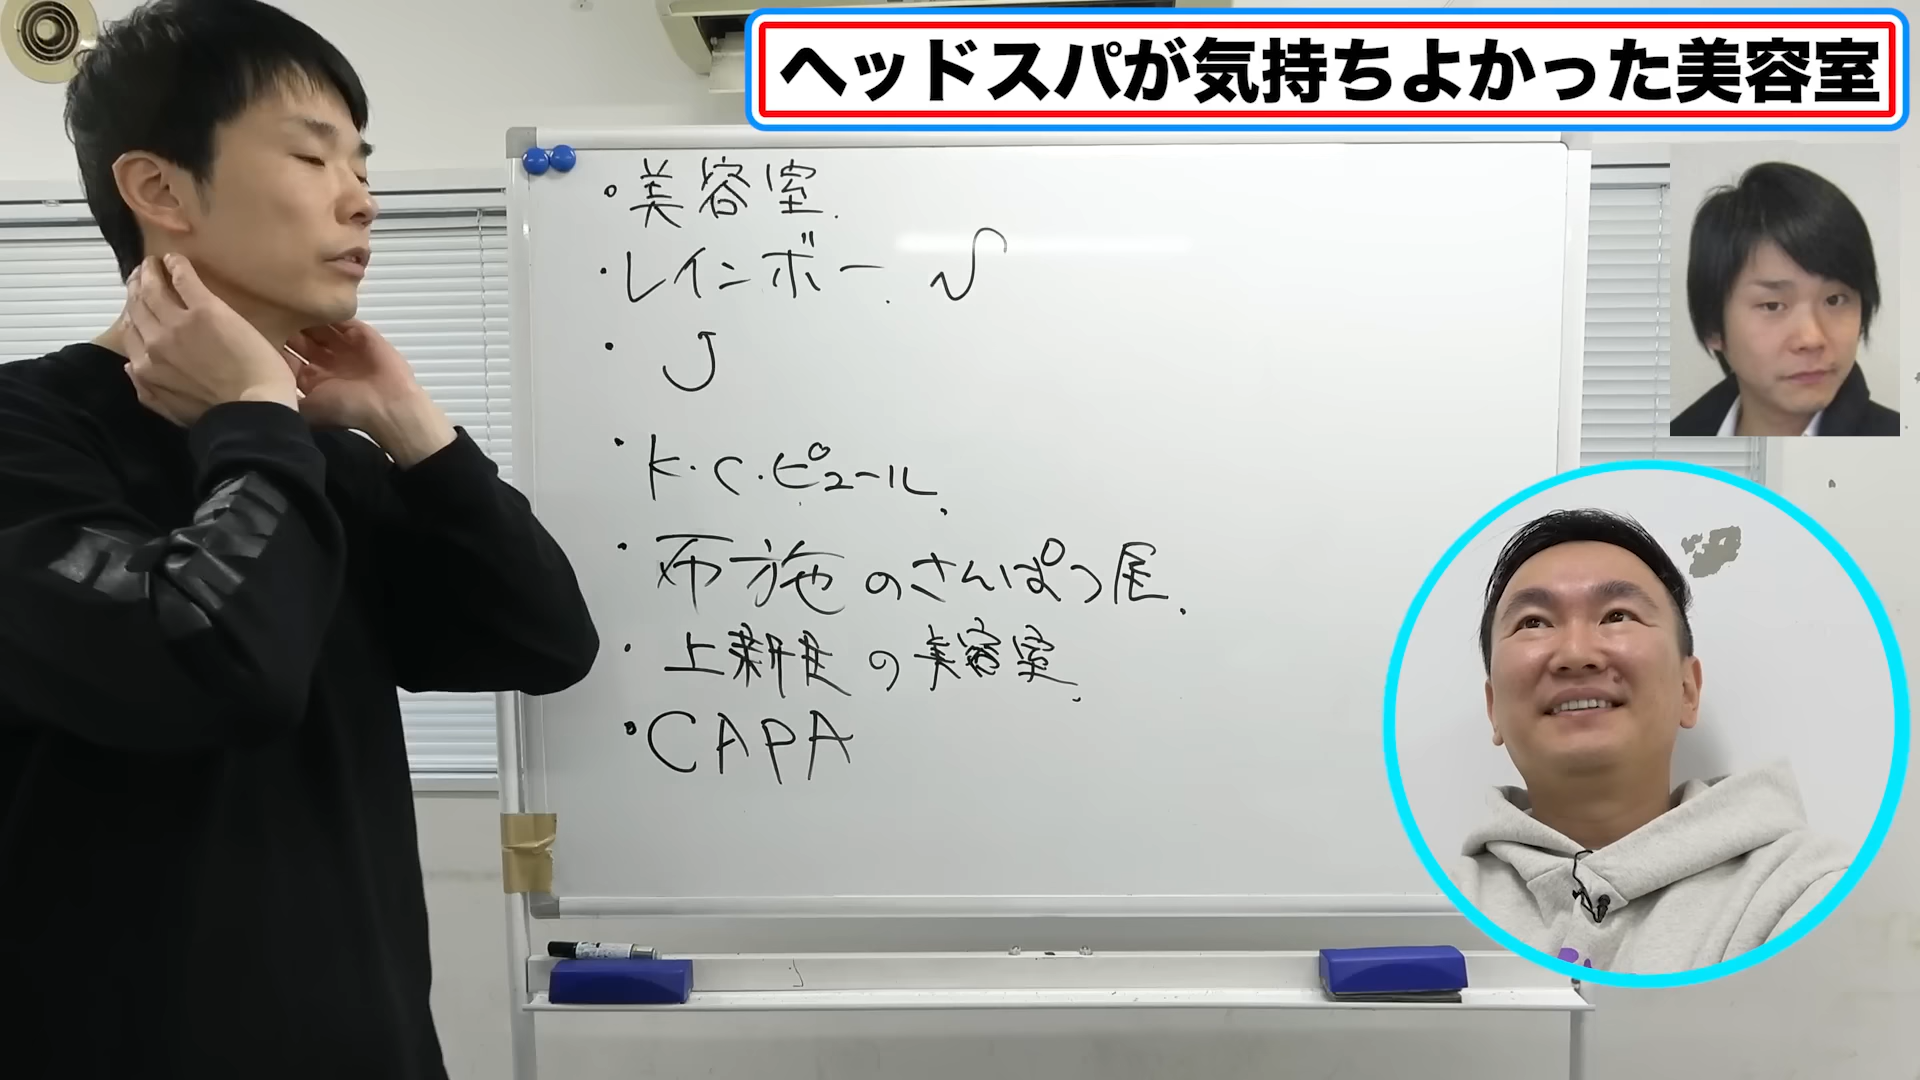 ヘッドスパが気持ちよかった美容室
・美容室.
・レインボー.
・J
・K・C・ピュール.
・布施のさんぱつ屋.
・上新庄の美容室.
・CAPA